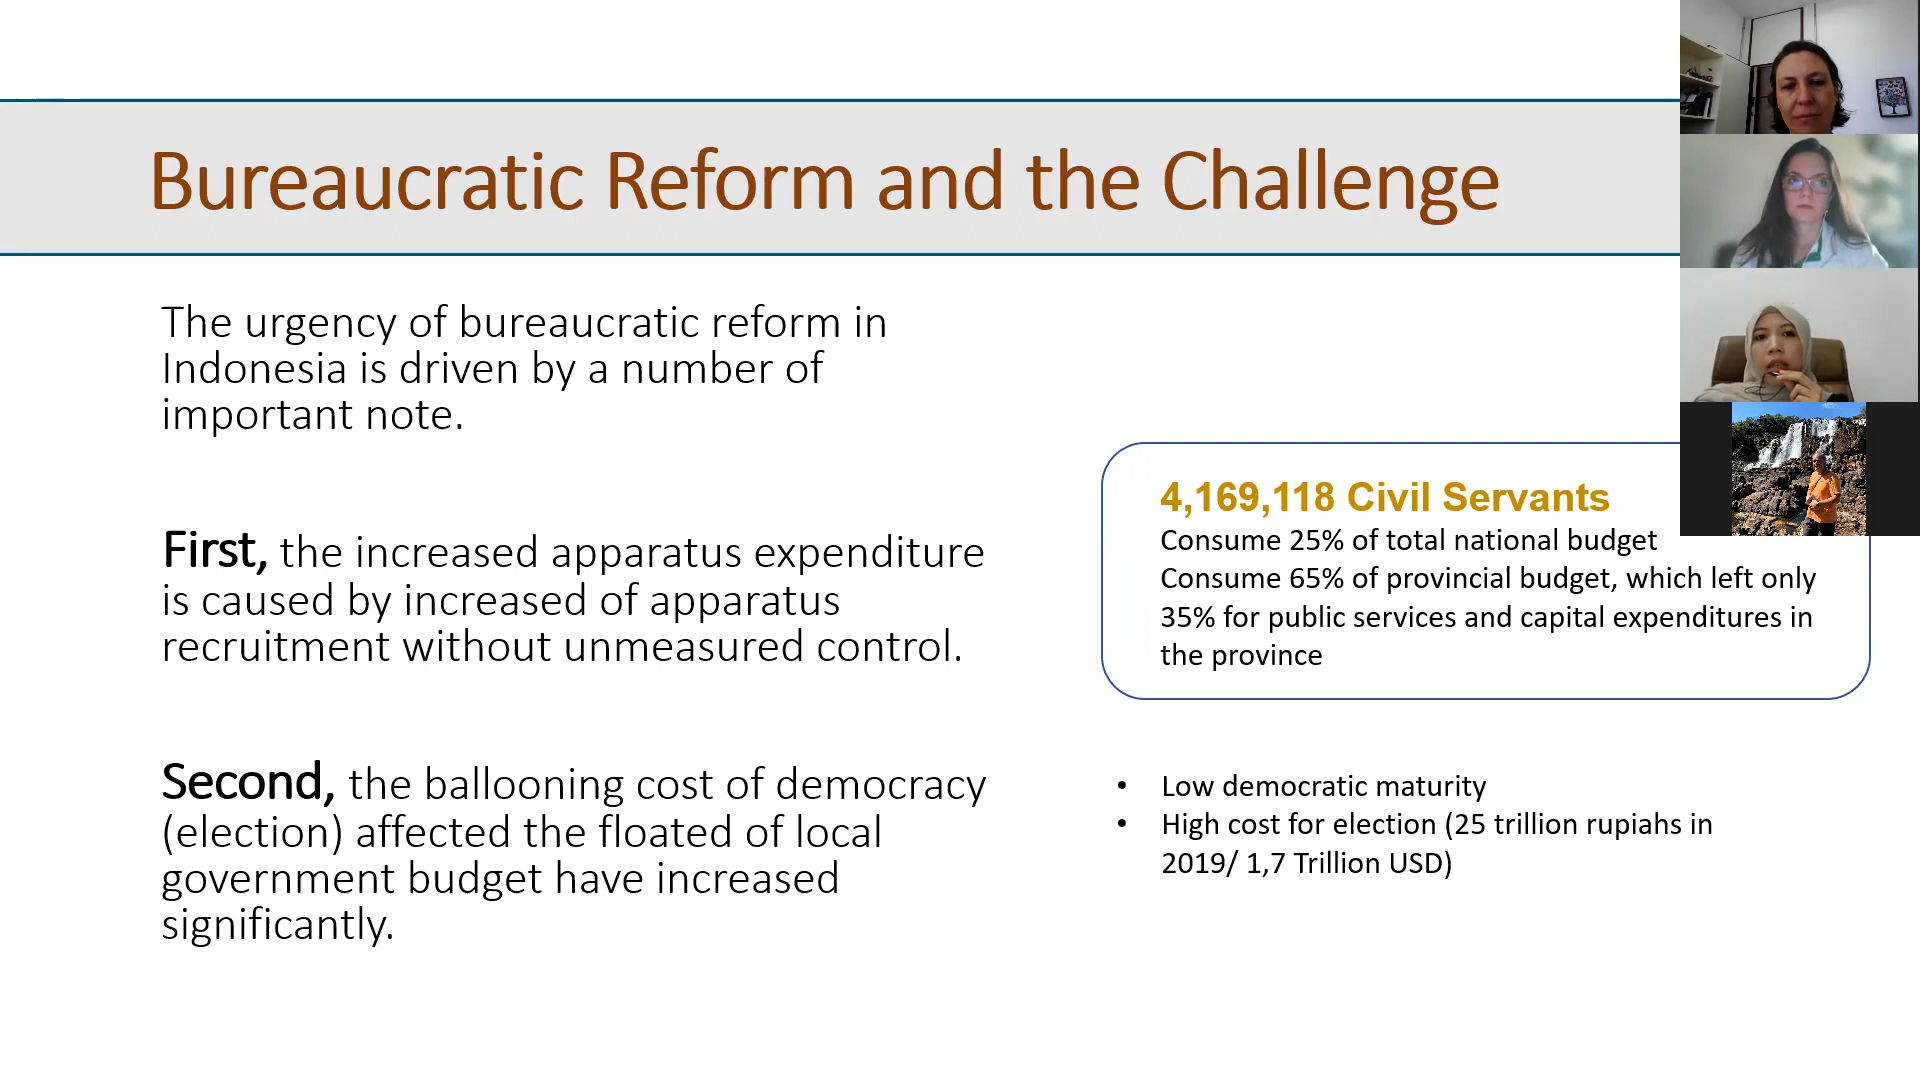 Bureaucratic Reform and the Challenge
The urgency of bureaucratic reform in
Indonesia is driven by a number of
important note.
First, the increased apparatus expenditure
is caused by increased of apparatus
recruitment without unmeasured control.
Second, the ballooning cost of democracy
(election) affected the floated of local
government budget have increased
significantly.
4,169,118 Civil Servants
Consume 25% of total national budget
Consume 65% of provincial budget, which left only
35% for public services and capital expenditures in
the province
• Low democratic maturity
• High cost for election (25 trillion rupiahs in
2019/ 1,7 Trillion USD)